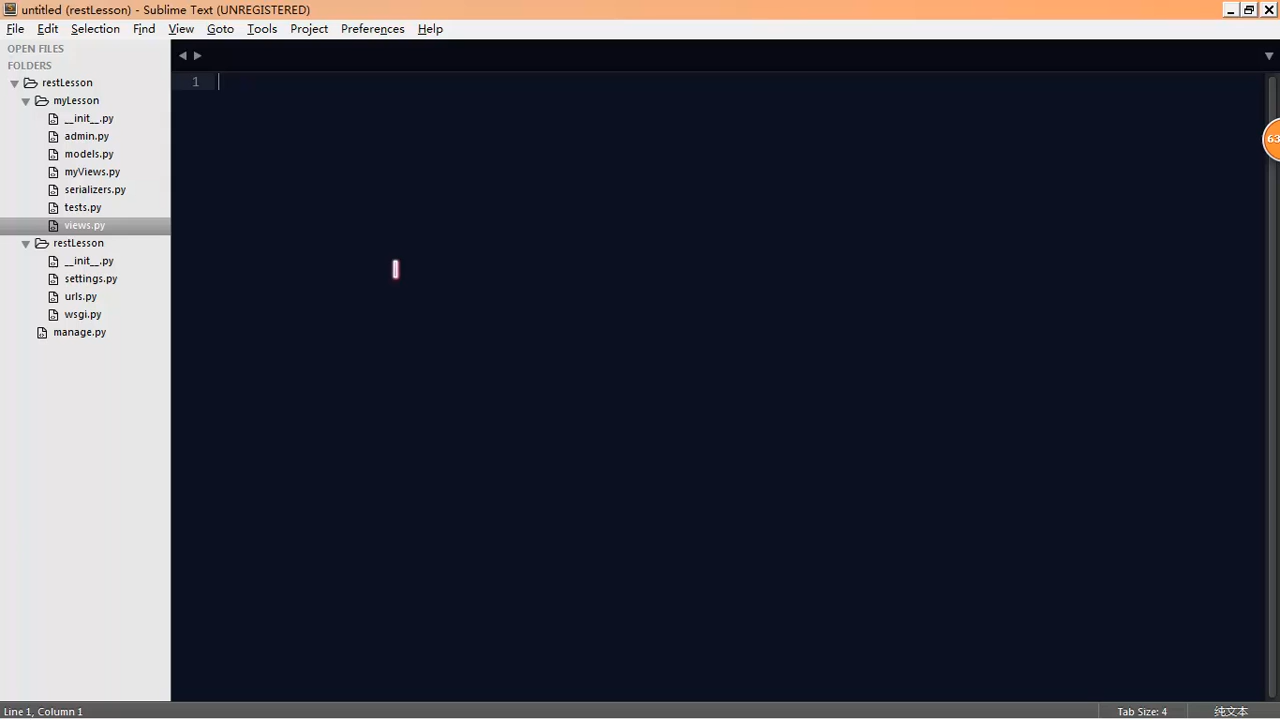 untitled (restLesson) - Sublime Text (UNREGISTERED)
File Edit Selection Find View Goto Tools Project Preferences Help
OPEN FILES
FOLDERS
restLesson
myLesson
__init__.py
admin.py
models.py
myViews.py
serializers.py
tests.py
views.py
restLesson
__init__.py
settings.py
urls.py
wsgi.py
manage.py
1
63
Line 1, Column 1
Tab Size: 4
纯文本